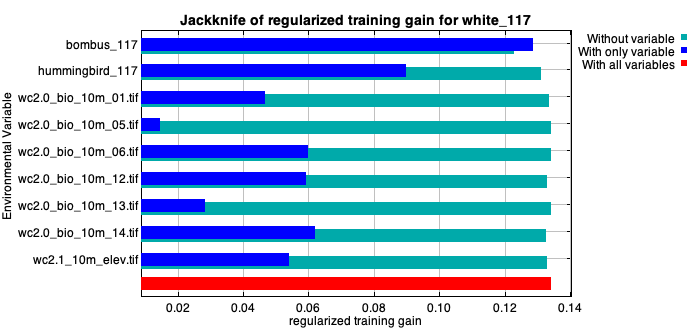 Jackknife of regularized training gain for white_117
Without variable
With only variable
With all variables
Environmental Variable
bombus_117
hummingbird_117
wc2.0_bio_10m_01.tif
wc2.0_bio_10m_05.tif
wc2.0_bio_10m_06.tif
wc2.0_bio_10m_12.tif
wc2.0_bio_10m_13.tif
wc2.0_bio_10m_14.tif
wc2.1_10m_elev.tif
0.02 0.04 0.06 0.08 0.10 0.12 0.14
regularized training gain